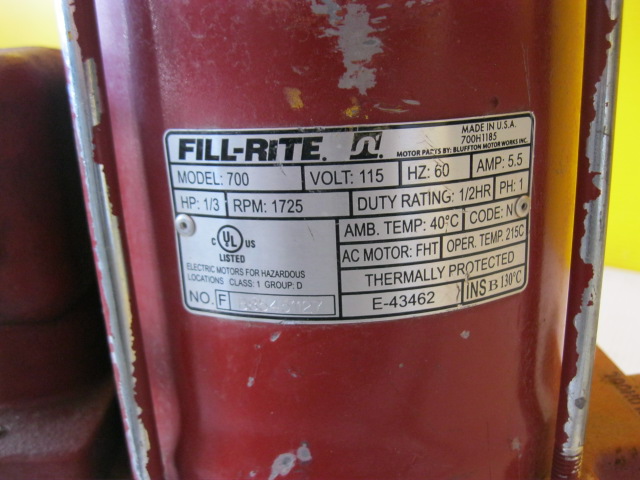 MADE IN U.S.A.
700H1185
FILL-RITE. MOTOR PARTS BY: BLUFFTON MOTOR WORKS INC.
MODEL: 700 VOLT: 115 HZ: 60 AMP: 5.5
HP: 1/3 RPM: 1725 DUTY RATING: 1/2HR PH: 1
AMB. TEMP: 40°C CODE: N
C UL US
LISTED
AC MOTOR: FHT OPER. TEMP. 215C
ELECTRIC MOTORS FOR HAZARDOUS
LOCATIONS CLASS: 1 GROUP: D
THERMALLY PROTECTED
NO. F
E-43462 INS B 130°C